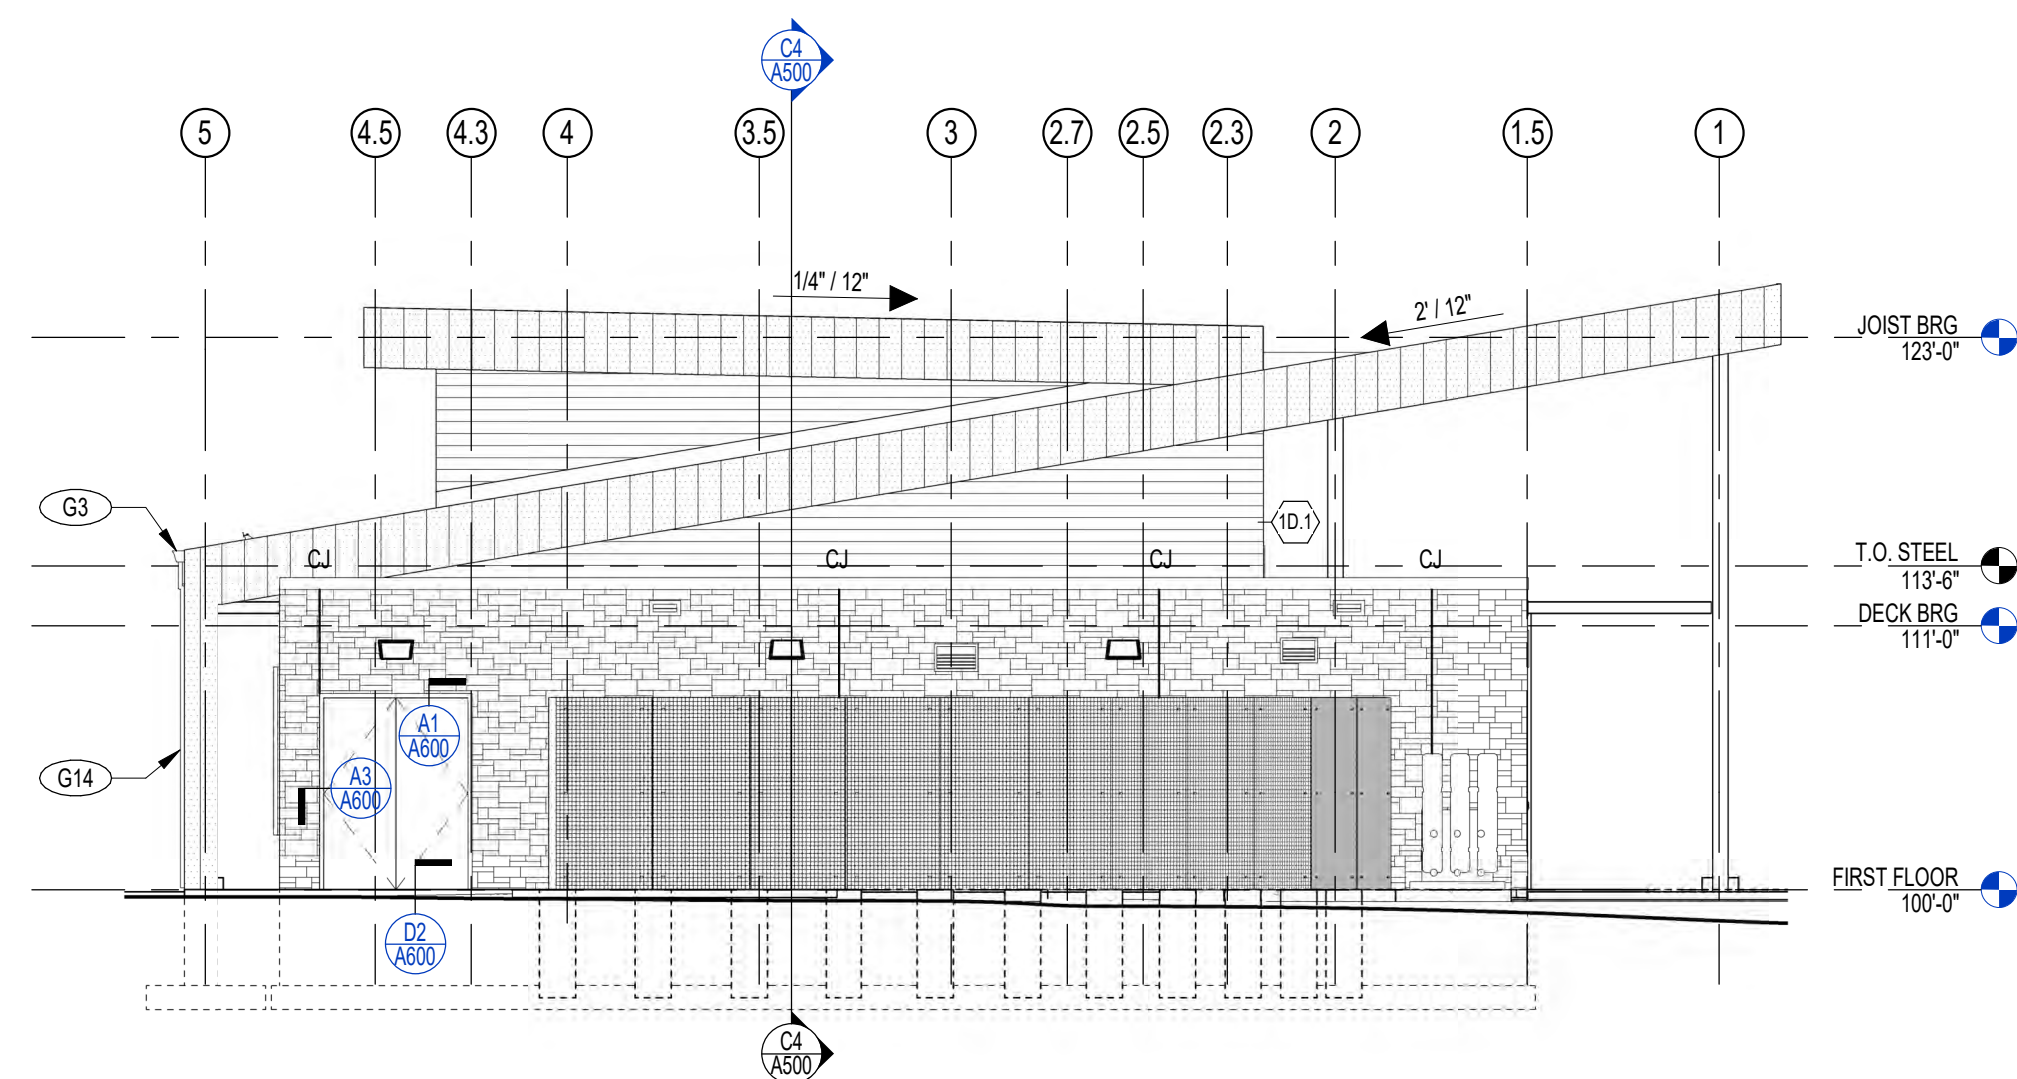 C4
A500
5
4.5
4.3
4
3.5
3
2.7
2.5
2.3
2
1.5
1
1/4" / 12"
2' / 12"
JOIST BRG
123'-0"
G3
1D.1
CJ
CJ
CJ
CJ
T.O. STEEL
113'-6"
DECK BRG
111'-0"
A1
A600
A3
A600
G14
FIRST FLOOR
100'-0"
D2
A600
C4
A500